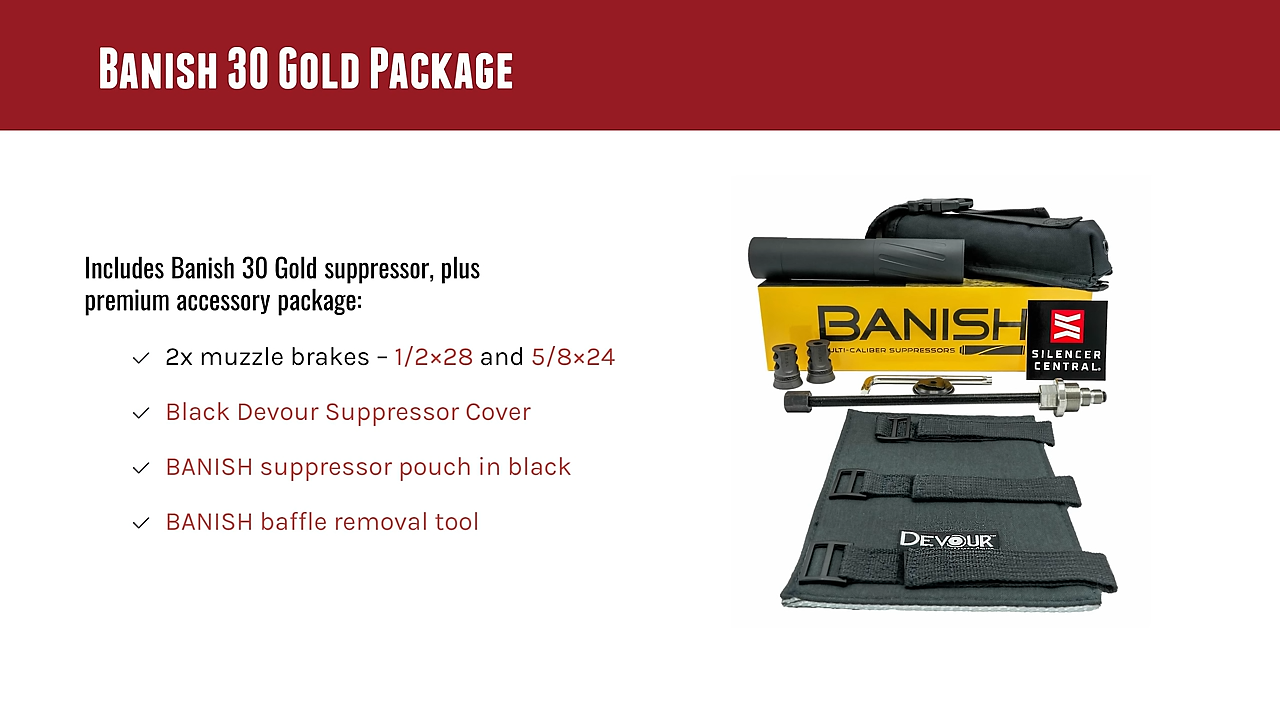 Banish 30 Gold Package
Includes Banish 30 Gold suppressor, plus
premium accessory package:
2x muzzle brakes – 1/2×28 and 5/8×24
Black Devour Suppressor Cover
BANISH suppressor pouch in black
BANISH baffle removal tool
BANISH
SUPPRESSORS
SILENCER
CENTRAL
DEVOUR